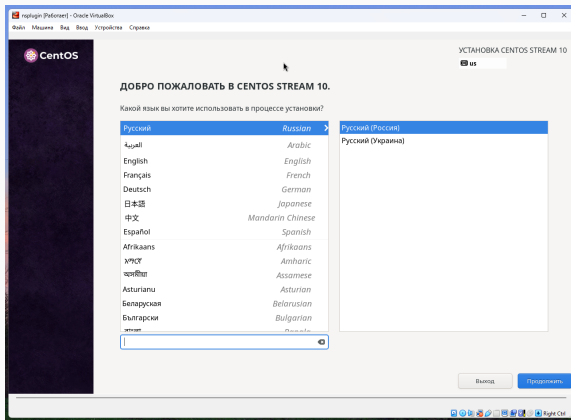 nsplugin [Работает] - Oracle VirtualBox
Файл Машина Вид Ввод Устройства Справка
CentOS
УСТАНОВКА CENTOS STREAM 10
us
ДОБРО ПОЖАЛОВАТЬ В CENTOS STREAM 10.
Какой язык вы хотите использовать в процессе установки?
Русский Russian
Русский (Россия)
Русский (Украина)
العربية Arabic
English English
Français French
Deutsch German
日本語 Japanese
中文 Mandarin Chinese
Español Spanish
Afrikaans Afrikaans
አማርኛ Amharic
অসমীয়া Assamese
Asturianu Asturian
Беларуская Belarusian
Български Bulgarian
Выход Продолжить
Right Ctrl